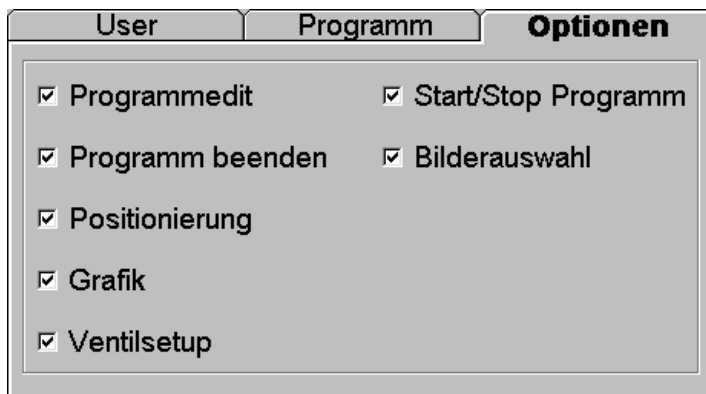 User Programm Optionen
Programmedit Start/Stop Programm
Programm beenden Bilderauswahl
Positionierung
Grafik
Ventilsetup